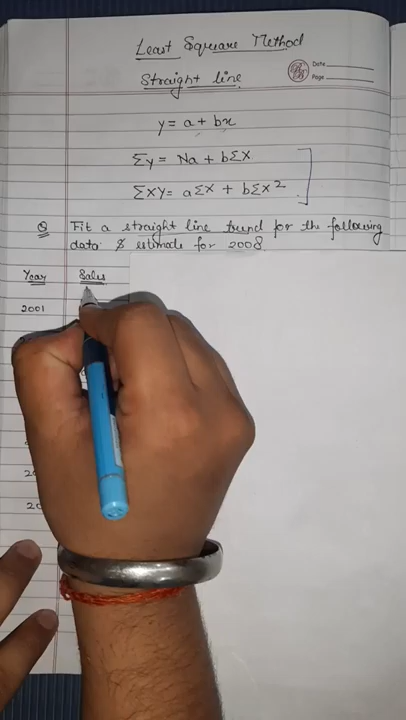 Least Square Method
Date
Page
Straight line
y = a + bx
Σy = Na + bΣX
ΣXY = aΣX + bΣX²
Q Fit a straight line trend for the following
data & estimate for 2008
Year Sales
2001